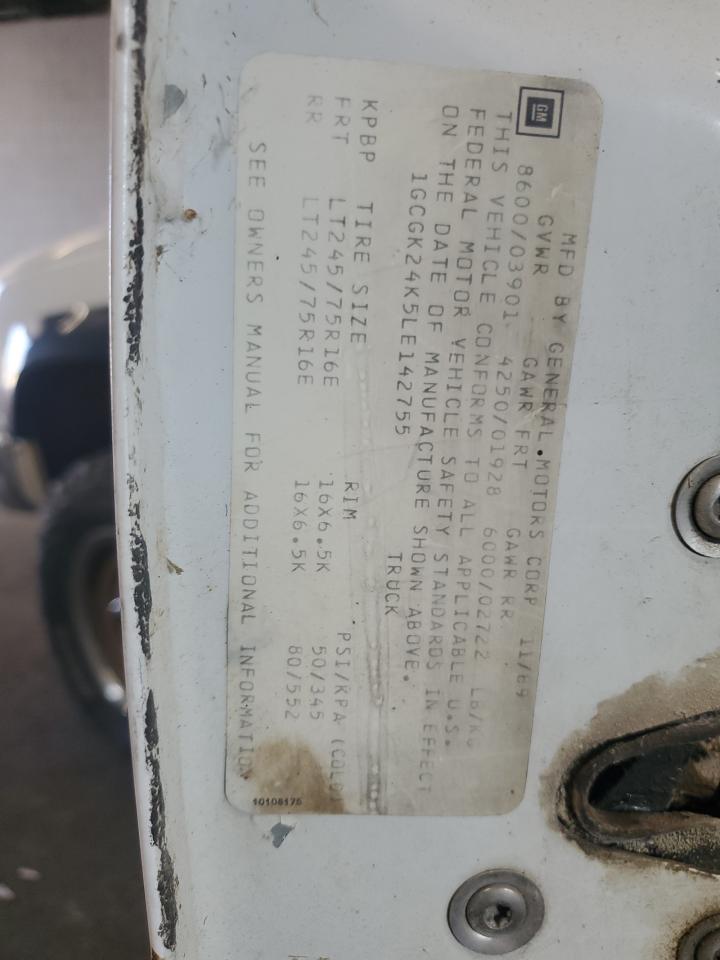 GM
MFD BY GENERAL MOTORS CORP 11/89
GVWR GAWR FRT GAWR RR
8600/03901 4250/01928 6000/02722 LB/KG
THIS VEHICLE CONFORMS TO ALL APPLICABLE U.S.
FEDERAL MOTOR VEHICLE SAFETY STANDARDS IN EFFECT
ON THE DATE OF MANUFACTURE SHOWN ABOVE.
1GCGK24K5LE142755 TRUCK
KPBP TIRE SIZE RIM PSI/KPA (COLD)
FRT LT245/75R16E 16X6.5K 50/345
RR LT245/75R16E 16X6.5K 80/552
SEE OWNERS MANUAL FOR ADDITIONAL INFORMATION
10108175